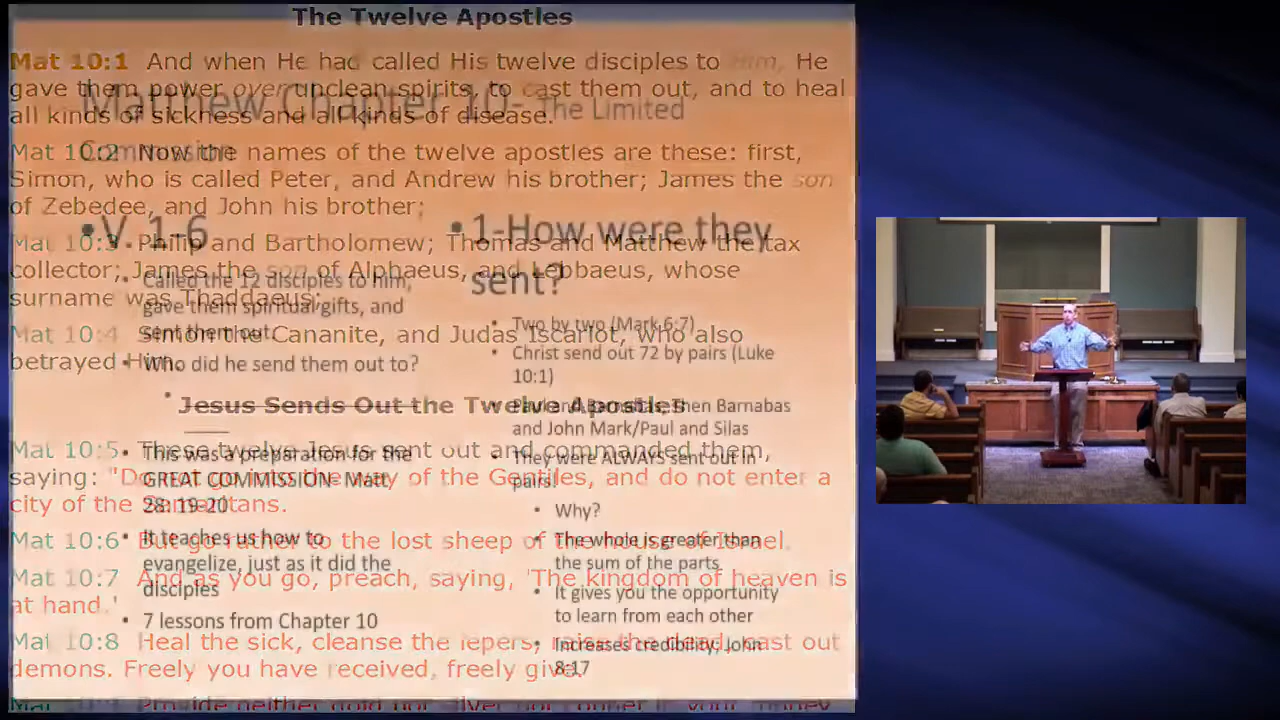 The Twelve Apostles
Mat 10:1 And when He had called His twelve disciples to him, He
gave them power over unclean spirits, to cast them out, and to heal
all kinds of sickness and all kinds of disease.
Mat 10:2 Now the names of the twelve apostles are these: first,
Simon, who is called Peter, and Andrew his brother; James the son
of Zebedee, and John his brother;
Mat 10:3 Philip and Bartholomew; Thomas and Matthew the tax
collector; James the son of Alphaeus, and Lebbaeus, whose
surname was Thaddaeus;
Mat 10:4 Simon the Cananite, and Judas Iscariot, who also
betrayed Him.
Jesus Sends Out the Twelve Apostles
Mat 10:5 These twelve Jesus sent out and commanded them,
saying: "Do not go into the way of the Gentiles, and do not enter a
city of the Samaritans.
Mat 10:6 But go rather to the lost sheep of the house of Israel.
Mat 10:7 And as you go, preach, saying, 'The kingdom of heaven is
at hand.'
Mat 10:8 Heal the sick, cleanse the lepers, raise the dead, cast out
demons. Freely you have received, freely give.
Provide neither gold nor silver nor copper in your money
Matthew Chapter 10- The Limited
Commission
•V. 1-6
• Called the 12 disciples to him,
gave them spiritual gifts, and
sent them out.
• Who did he send them out to?
•
• This was a preparation for the
GREAT COMMISSION- Matt
28: 19-20
• It teaches us how to
evangelize, just as it did the
disciples
• 7 lessons from Chapter 10
•1-How were they
sent?
• Two by two (Mark 6:7)
• Christ send out 72 by pairs (Luke
10:1)
• Paul and Barnabas, then Barnabas
and John Mark/Paul and Silas
• They were ALWAYS sent out in
pairs!
• Why?
• The whole is greater than
the sum of the parts
• It gives you the opportunity
to learn from each other
• Increases credibility; John
8:17